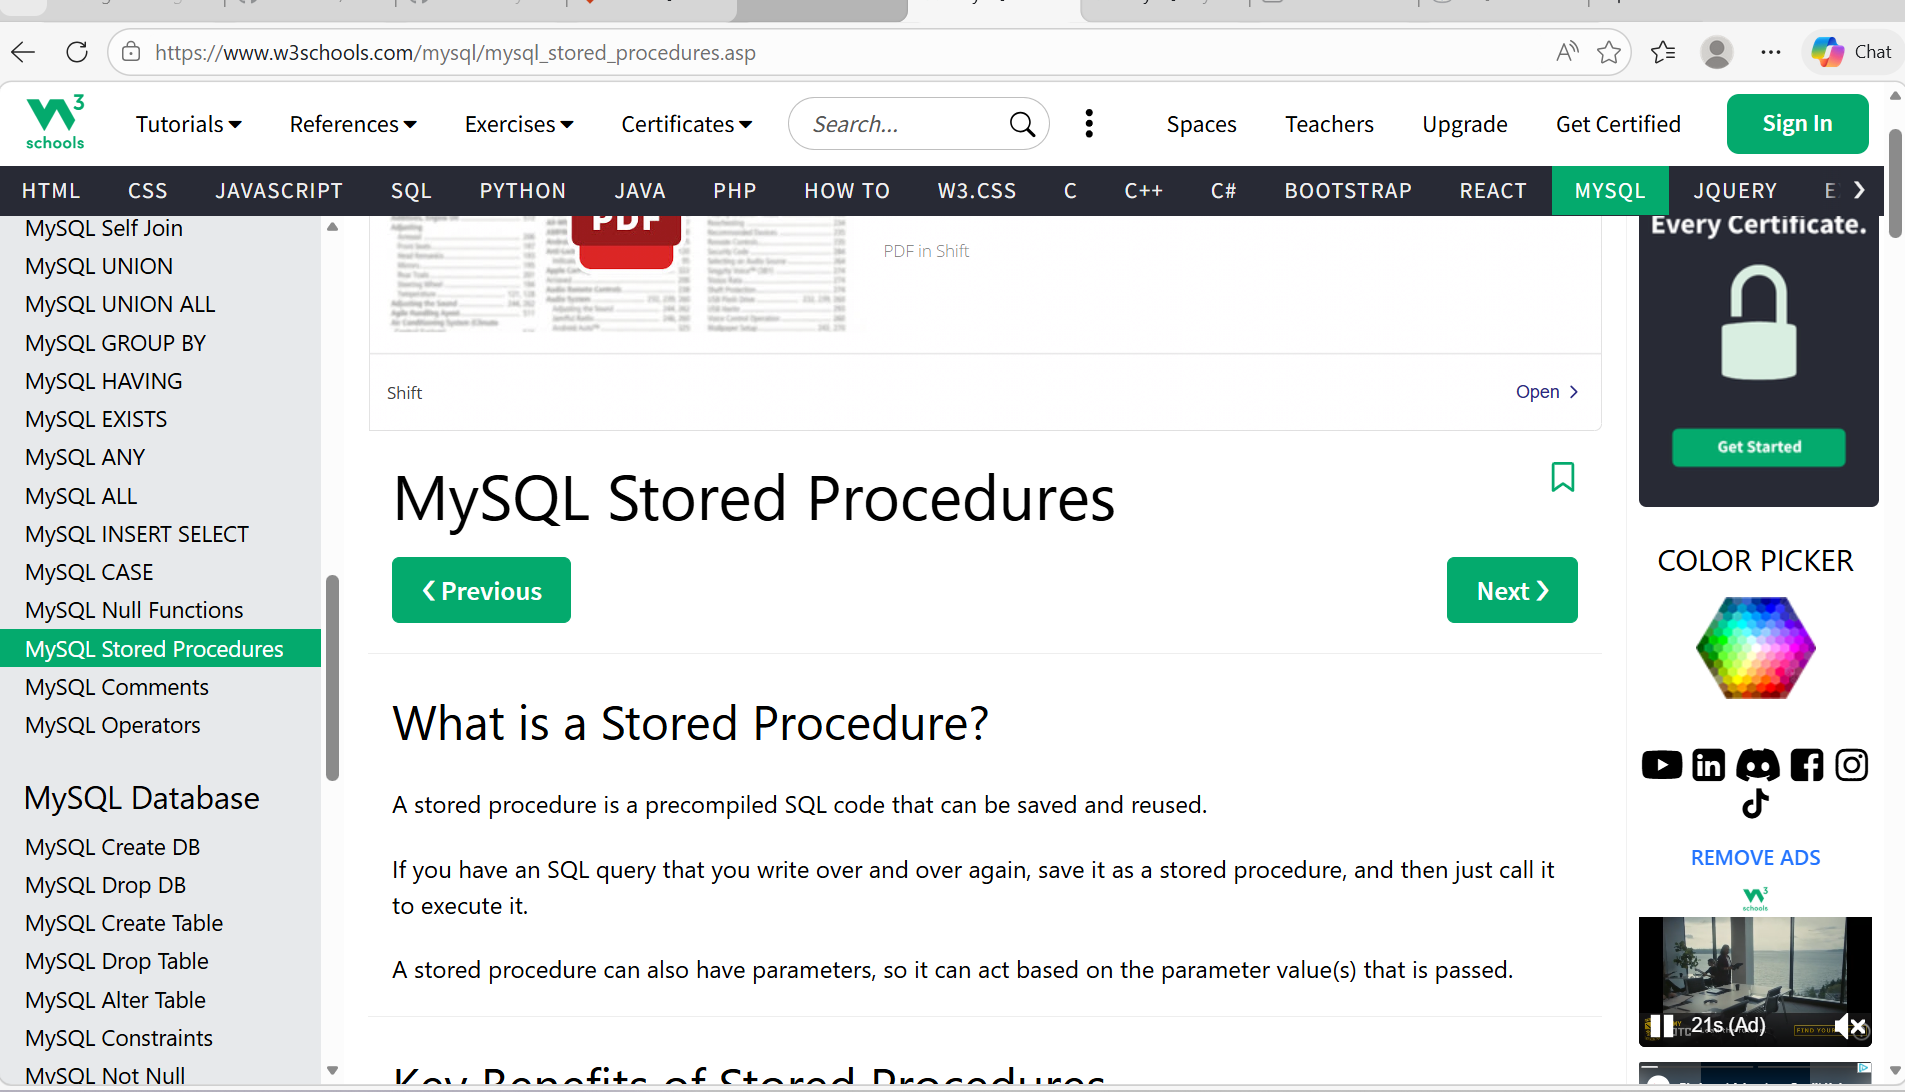 https://www.w3schools.com/mysql/mysql_stored_procedures.asp
Chat
W3 schools
Tutorials
References
Exercises
Certificates
Search...
Spaces
Teachers
Upgrade
Get Certified
Sign In
HTML
CSS
JAVASCRIPT
SQL
PYTHON
JAVA
PHP
HOW TO
W3.CSS
C
C++
C#
BOOTSTRAP
REACT
MYSQL
JQUERY
MySQL Self Join
MySQL UNION
MySQL UNION ALL
MySQL GROUP BY
MySQL HAVING
MySQL EXISTS
MySQL ANY
MySQL ALL
MySQL INSERT SELECT
MySQL CASE
MySQL Null Functions
MySQL Stored Procedures
MySQL Comments
MySQL Operators
MySQL Database
MySQL Create DB
MySQL Drop DB
MySQL Create Table
MySQL Drop Table
MySQL Alter Table
MySQL Constraints
MySQL Not Null
PDF
PDF in Shift
Shift
Open
MySQL Stored Procedures
❮ Previous
Next ❯
What is a Stored Procedure?
A stored procedure is a precompiled SQL code that can be saved and reused.
If you have an SQL query that you write over and over again, save it as a stored procedure, and then just call it
to execute it.
A stored procedure can also have parameters, so it can act based on the parameter value(s) that is passed.
Key Benefits of Stored Procedures
Every Certificate.
Get Started
COLOR PICKER
REMOVE ADS
W3 schools
21s (Ad)